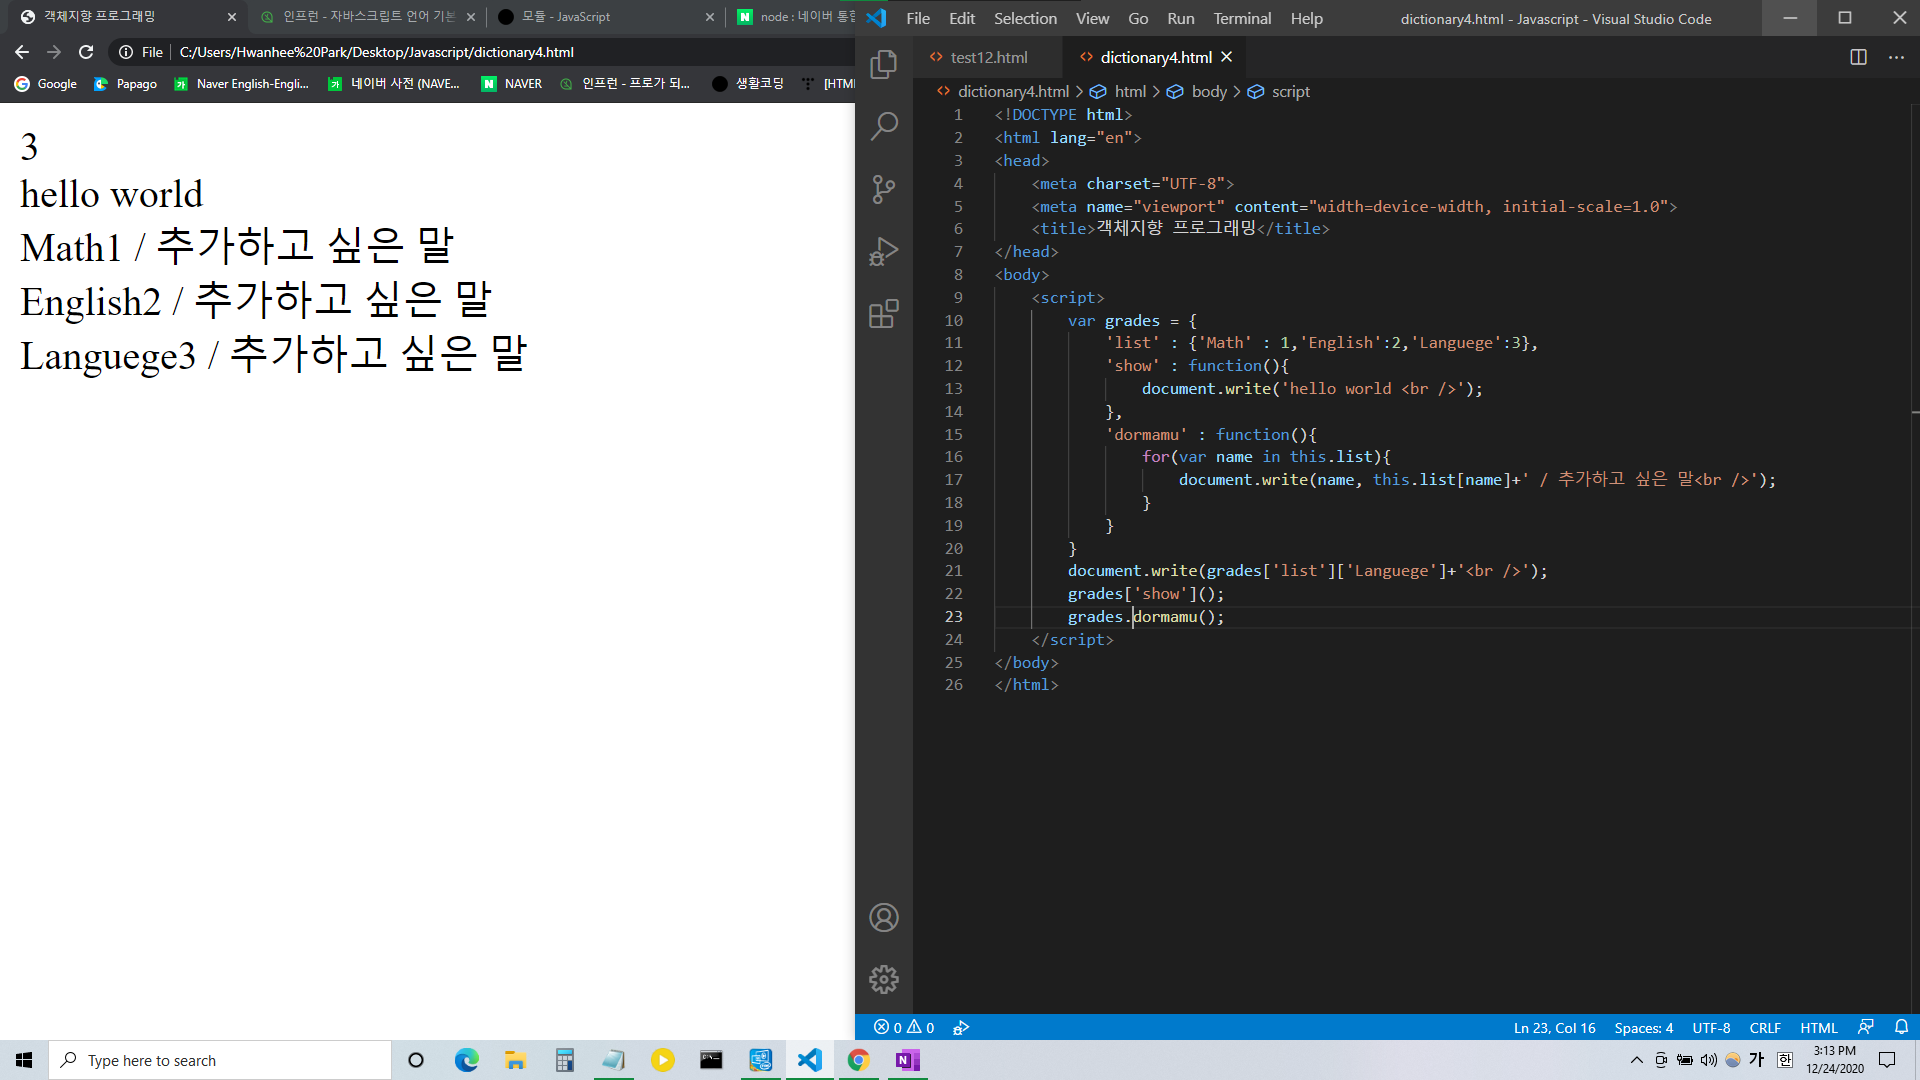 객체지향 프로그래밍
인프런 - 자바스크립트 언어 기본
모듈 - JavaScript
node : 네이버 통합
File
C:/Users/Hwanhee%20Park/Desktop/Javascript/dictionary4.html
Google
Papago
Naver English-Engli...
네이버 사전 (NAVE...
NAVER
인프런 - 프로가 되...
생활코딩
[HTM
3
hello world
Math1 / 추가하고 싶은 말
English2 / 추가하고 싶은 말
Languege3 / 추가하고 싶은 말
File Edit Selection View Go Run Terminal Help
dictionary4.html - Javascript - Visual Studio Code
test12.html
dictionary4.html
dictionary4.html > html > body > script
1 <!DOCTYPE html>
2 <html lang="en">
3 <head>
4 <meta charset="UTF-8">
5 <meta name="viewport" content="width=device-width, initial-scale=1.0">
6 <title>객체지향 프로그래밍</title>
7 </head>
8 <body>
9 <script>
10 var grades = {
11 'list' : {'Math' : 1,'English':2,'Languege':3},
12 'show' : function(){
13 document.write('hello world <br />');
14 },
15 'dormamu' : function(){
16 for(var name in this.list){
17 document.write(name, this.list[name]+' / 추가하고 싶은 말<br />');
18 }
19 }
20 }
21 document.write(grades['list']['Languege']+'<br />');
22 grades['show']();
23 grades.dormamu();
24 </script>
25 </body>
26 </html>
0 0
Ln 23, Col 16
Spaces: 4
UTF-8
CRLF
HTML
Type here to search
가
한
3:13 PM
12/24/2020